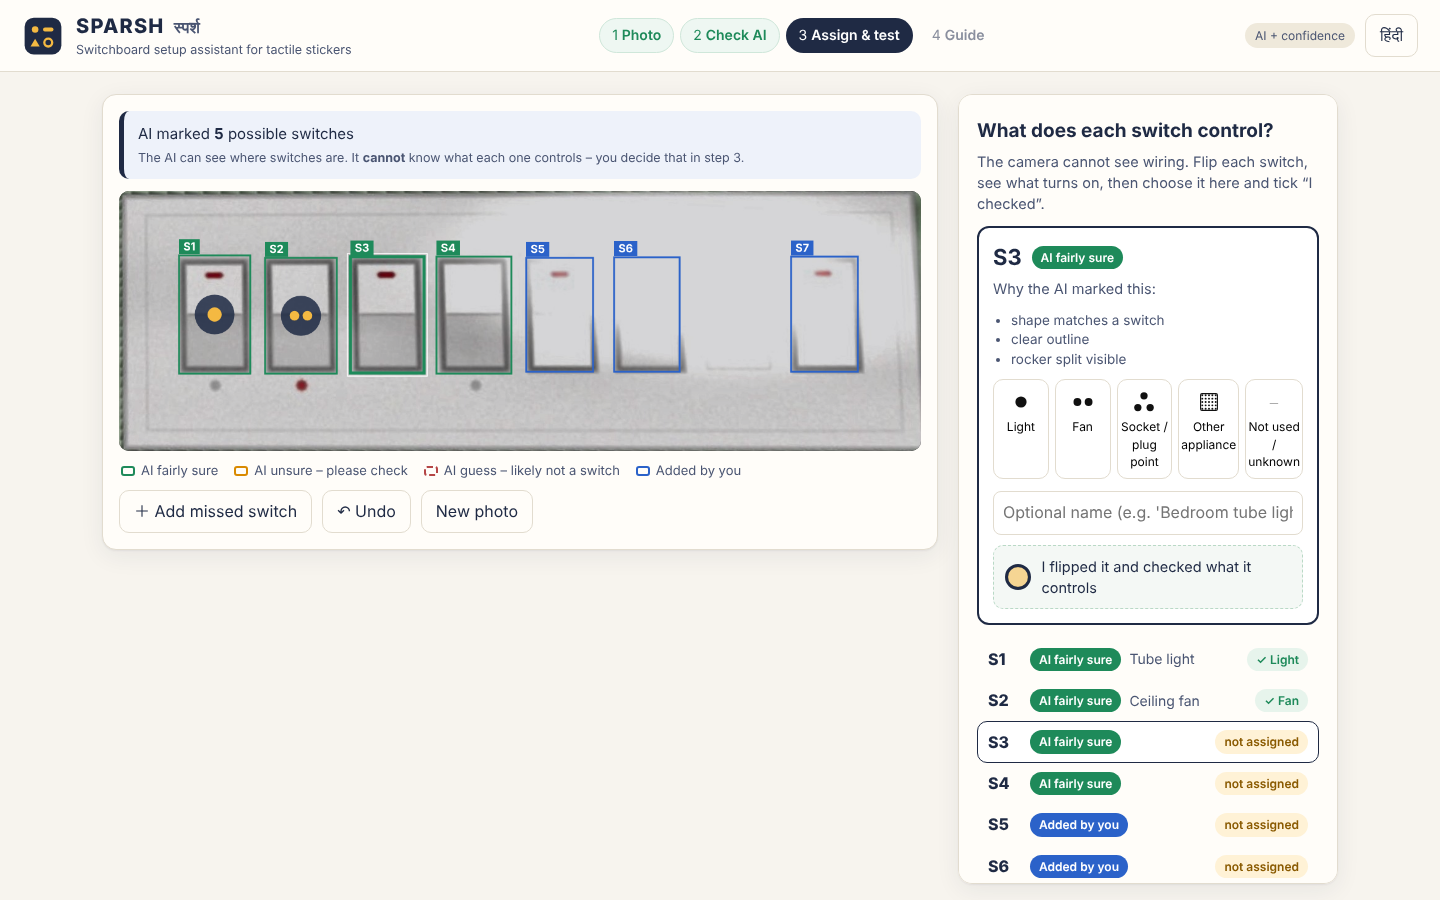 SPARSH स्पर्श
Switchboard setup assistant for tactile stickers
1 Photo
2 Check AI
3 Assign & test
4 Guide
AI + confidence
हिंदी
AI marked 5 possible switches
The AI can see where switches are. It cannot know what each one controls – you decide that in step 3.
S1
S2
S3
S4
S5
S6
S7
AI fairly sure
AI unsure – please check
AI guess – likely not a switch
Added by you
+ Add missed switch
↶ Undo
New photo
What does each switch control?
The camera cannot see wiring. Flip each switch,
see what turns on, then choose it here and tick “I
checked”.
S3 AI fairly sure
Why the AI marked this:
• shape matches a switch
• clear outline
• rocker split visible
Light
Fan
Socket /
plug
point
Other
appliance
–
Not used
/
unknown
Optional name (e.g. 'Bedroom tube ligh
I flipped it and checked what it
controls
S1 AI fairly sure Tube light ✓ Light
S2 AI fairly sure Ceiling fan ✓ Fan
S3 AI fairly sure not assigned
S4 AI fairly sure not assigned
S5 Added by you not assigned
S6 Added by you not assigned